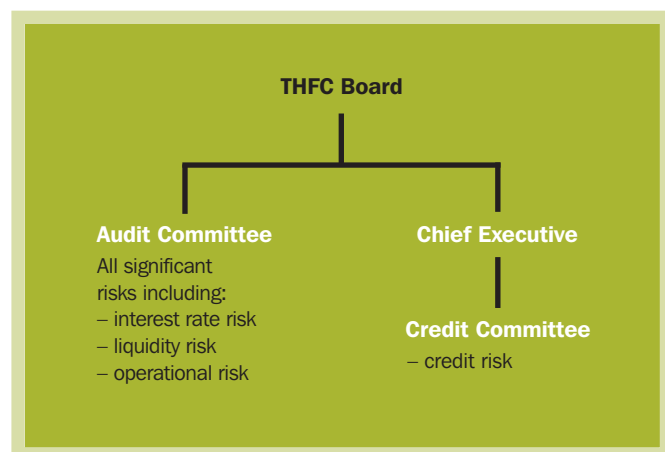 THFC Board
Audit Committee
All significant
risks including:
– interest rate risk
– liquidity risk
– operational risk
Chief Executive
Credit Committee
– credit risk